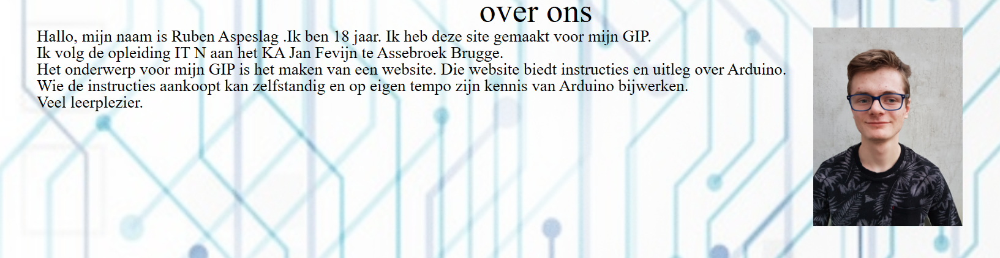 over ons
Hallo, mijn naam is Ruben Aspeslag .Ik ben 18 jaar. Ik heb deze site gemaakt voor mijn GIP.
Ik volg de opleiding IT N aan het KA Jan Fevijn te Assebroek Brugge.
Het onderwerp voor mijn GIP is het maken van een website. Die website biedt instructies en uitleg over Arduino.
Wie de instructies aankoopt kan zelfstandig en op eigen tempo zijn kennis van Arduino bijwerken.
Veel leerplezier.